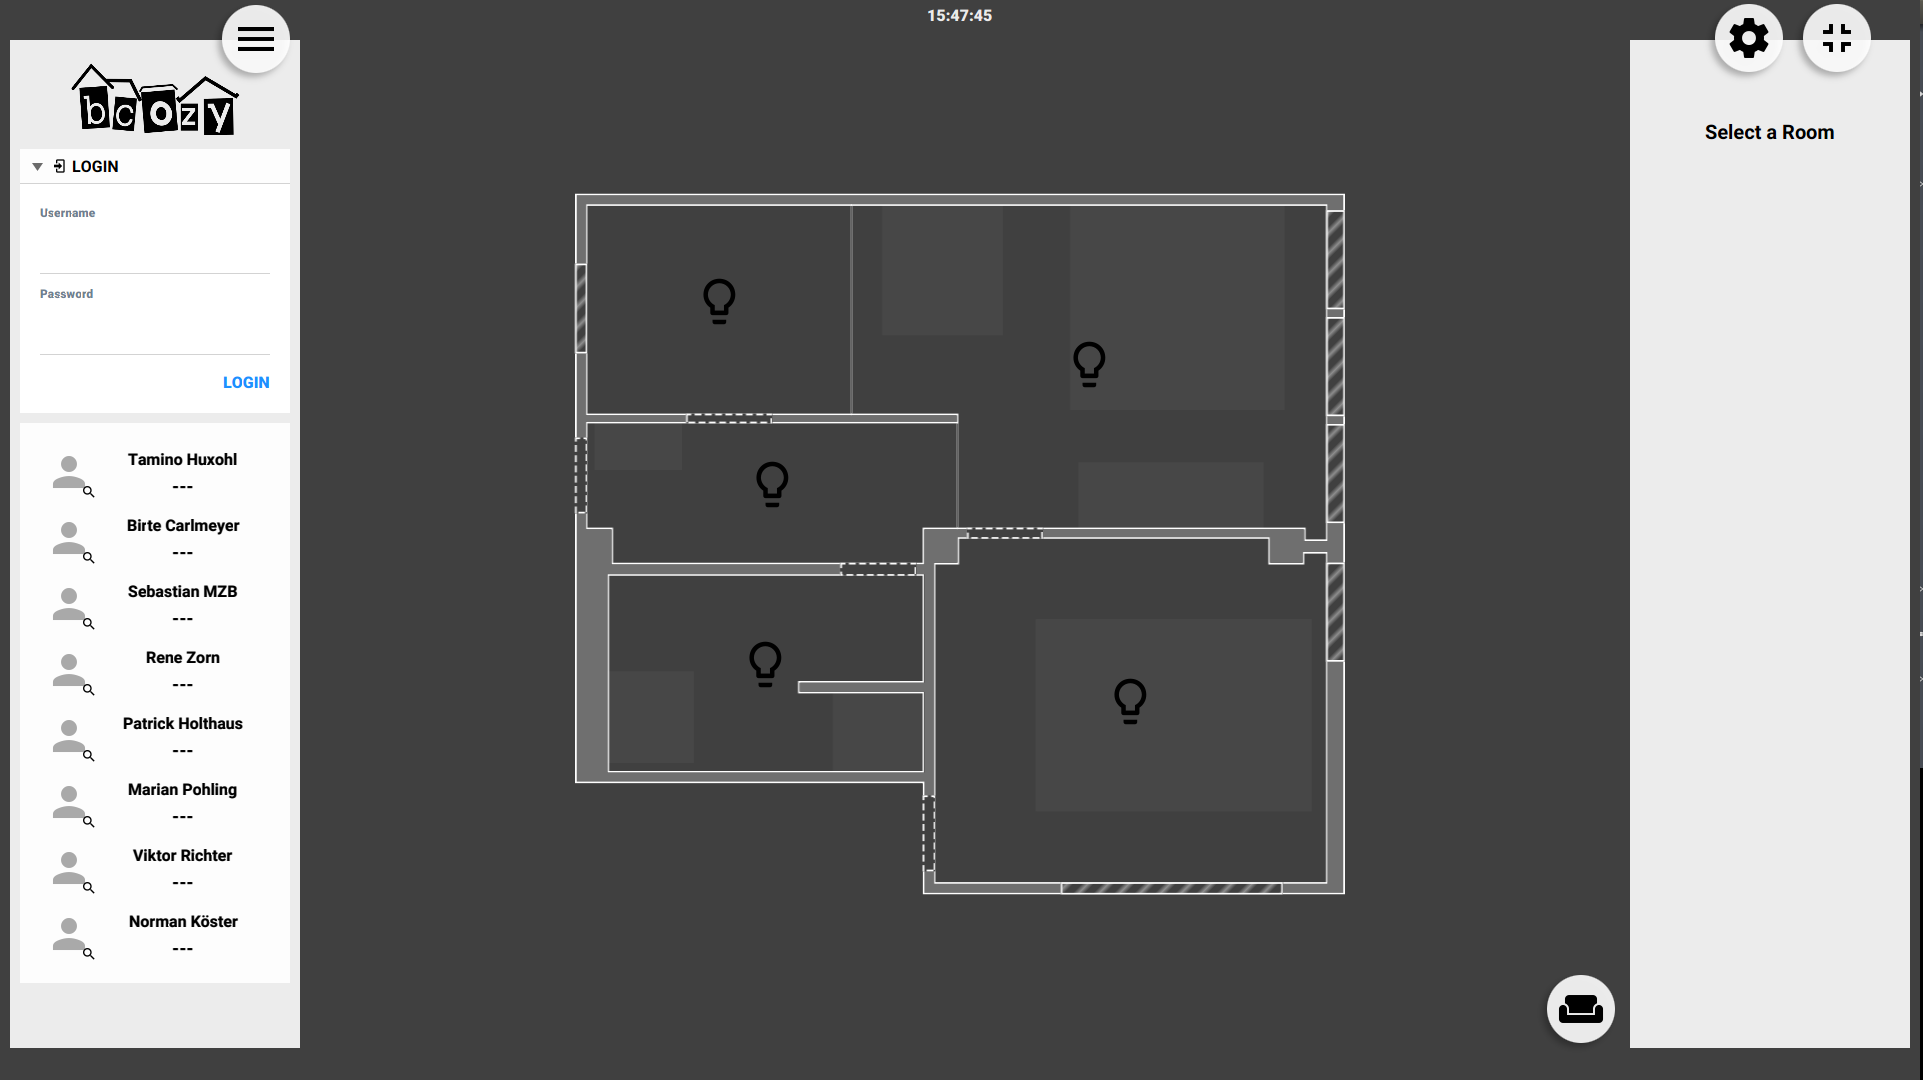 15:47:45
bcozy
LOGIN
Username
Password
LOGIN
Tamino Huxohl
---
Birte Carlmeyer
---
Sebastian MZB
---
Rene Zorn
---
Patrick Holthaus
---
Marian Pohling
---
Viktor Richter
---
Norman Köster
---
Select a Room